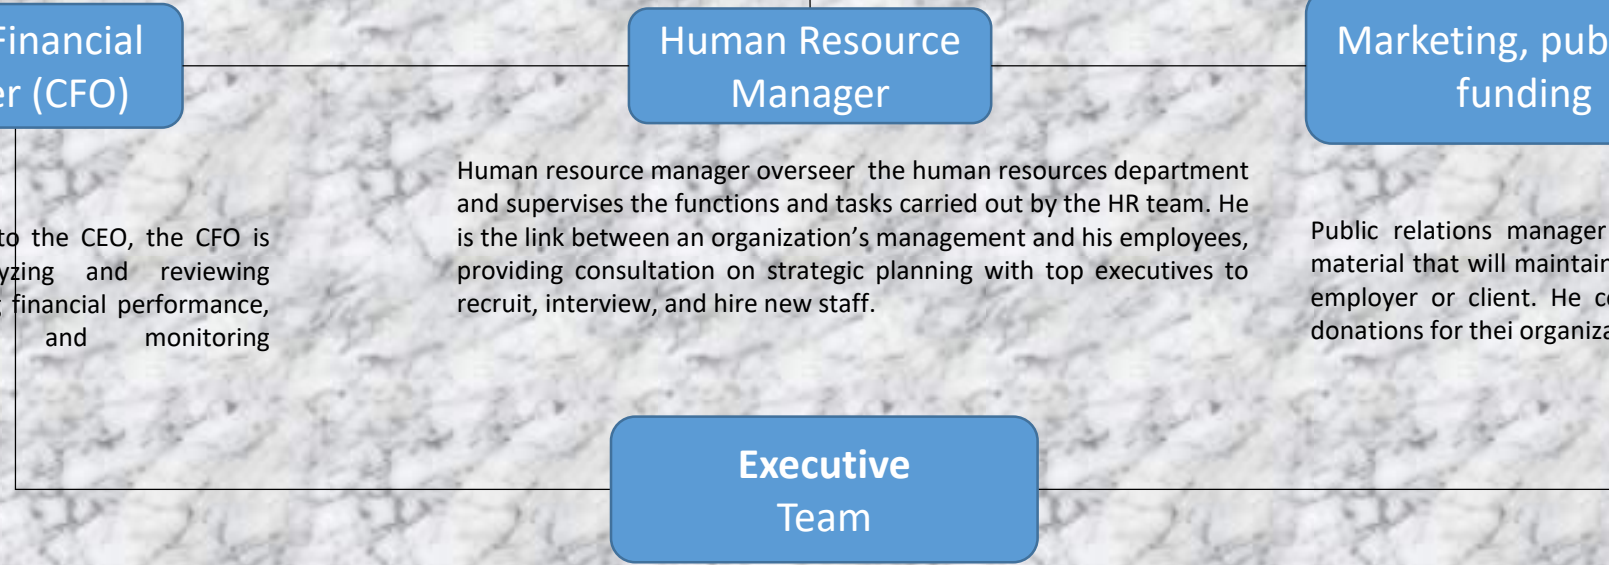 Financial
(CFO)
Human Resource
Manager
Marketing,
funding
to the CEO, the CFO is
and reviewing
financial performance,
and monitoring
Human resource manager overseer the human resources department
and supervises the functions and tasks carried out by the HR team. He
is the link between an organization’s management and his employees,
providing consultation on strategic planning with top executives to
recruit, interview, and hire new staff.
Public relations manager
material that will maintain
employer or client. He
donations for thei
Executive
Team